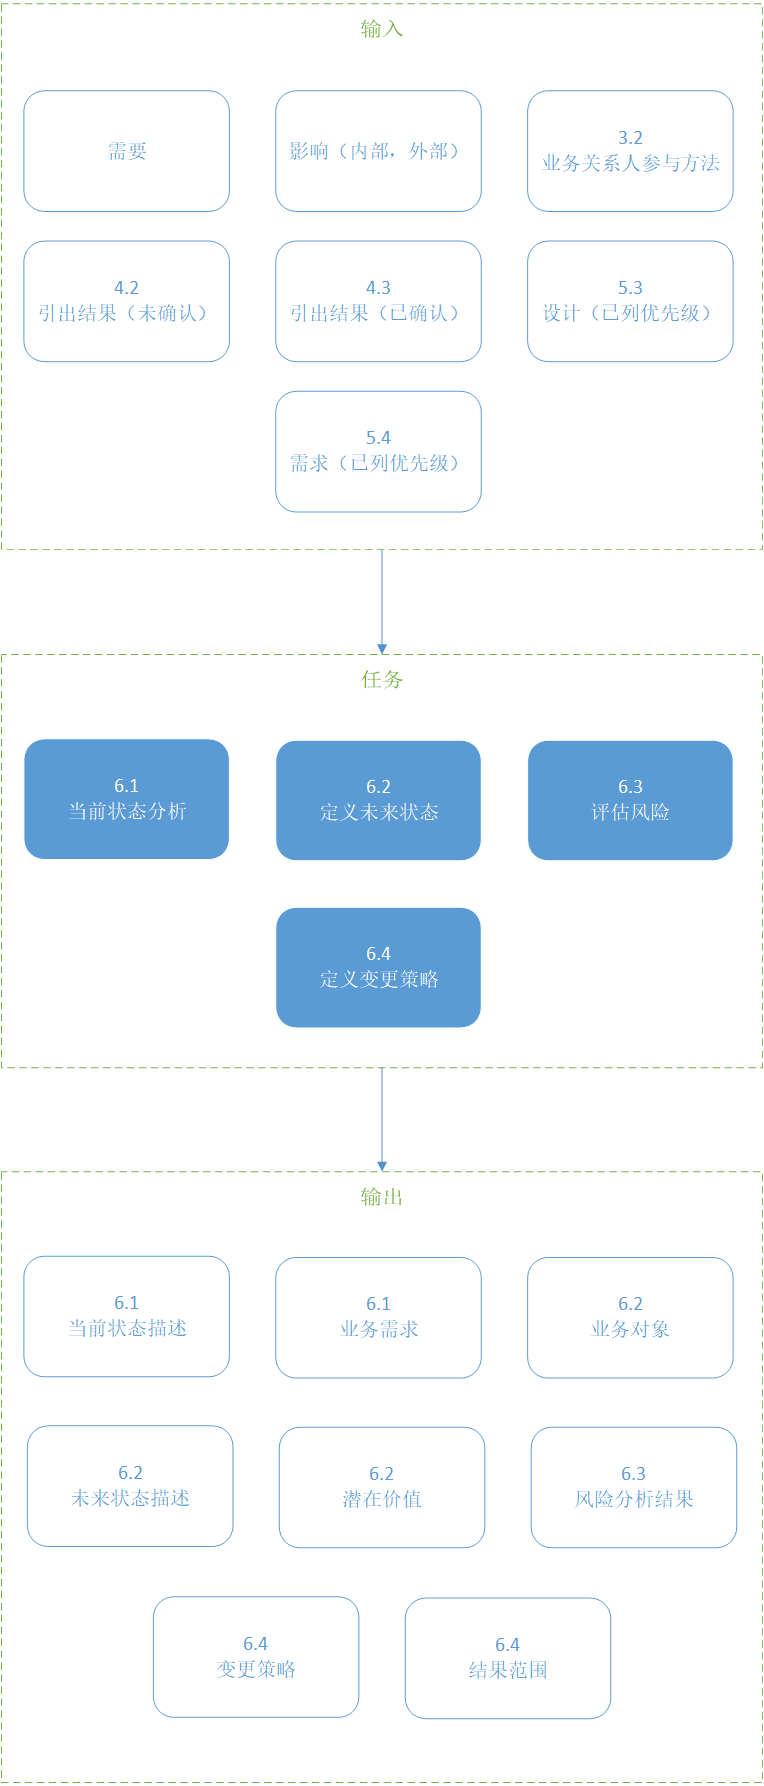 输入
需要
影响（内部，外部）
3.2
业务关系人参与方法
4.2
引出结果（未确认）
4.3
引出结果（已确认）
5.3
设计（已列优先级）
5.4
需求（已列优先级）
任务
6.1
当前状态分析
6.2
定义未来状态
6.3
评估风险
6.4
定义变更策略
输出
6.1
当前状态描述
6.1
业务需求
6.2
业务对象
6.2
未来状态描述
6.2
潜在价值
6.3
风险分析结果
6.4
变更策略
6.4
结果范围